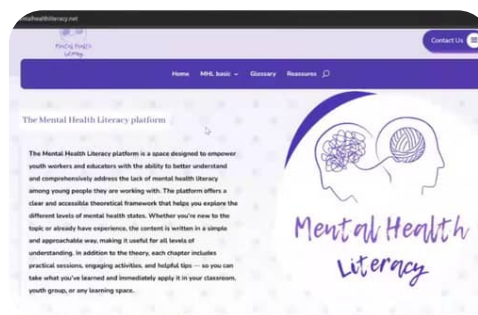 mentalhealthliteracy.net
Mental Health
Literacy
Contact Us
Home MHL basic Glossary Reassures
The Mental Health Literacy platform
The Mental Health Literacy platform is a space designed to empower
youth workers and educators with the ability to better understand
and comprehensively address the lack of mental health literacy
among young people they are working with. The platform offers a
clear and accessible theoretical framework that helps you explore the
different levels of mental health states. Whether you're new to the
topic or already have experience, the content is written in a simple
and approachable way, making it useful for all levels of
understanding. In addition to the theory, each chapter includes
practical sessions, engaging activities, and helpful tips — so you can
take what you've learned and immediately apply it in your classroom,
youth group, or any learning space.
Mental Health
Literacy